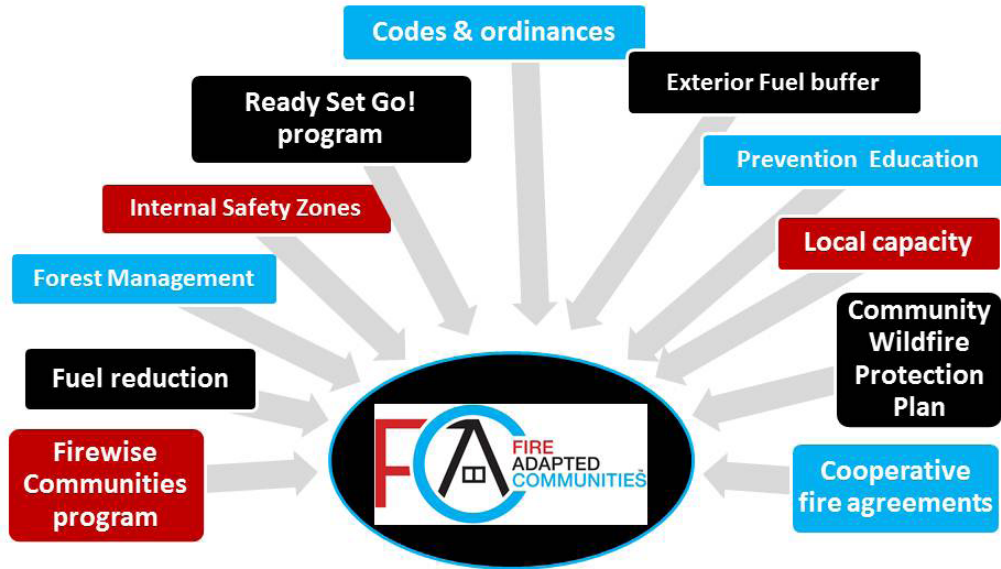 Codes & ordinances
Exterior Fuel buffer
Ready Set Go!
program
Prevention Education
Internal Safety Zones
Local capacity
Forest Management
Community
Wildfire
Protection
Plan
Fuel reduction
Firewise
Communities
program
Cooperative
fire agreements
FAC
FIRE
ADAPTED
COMMUNITIES